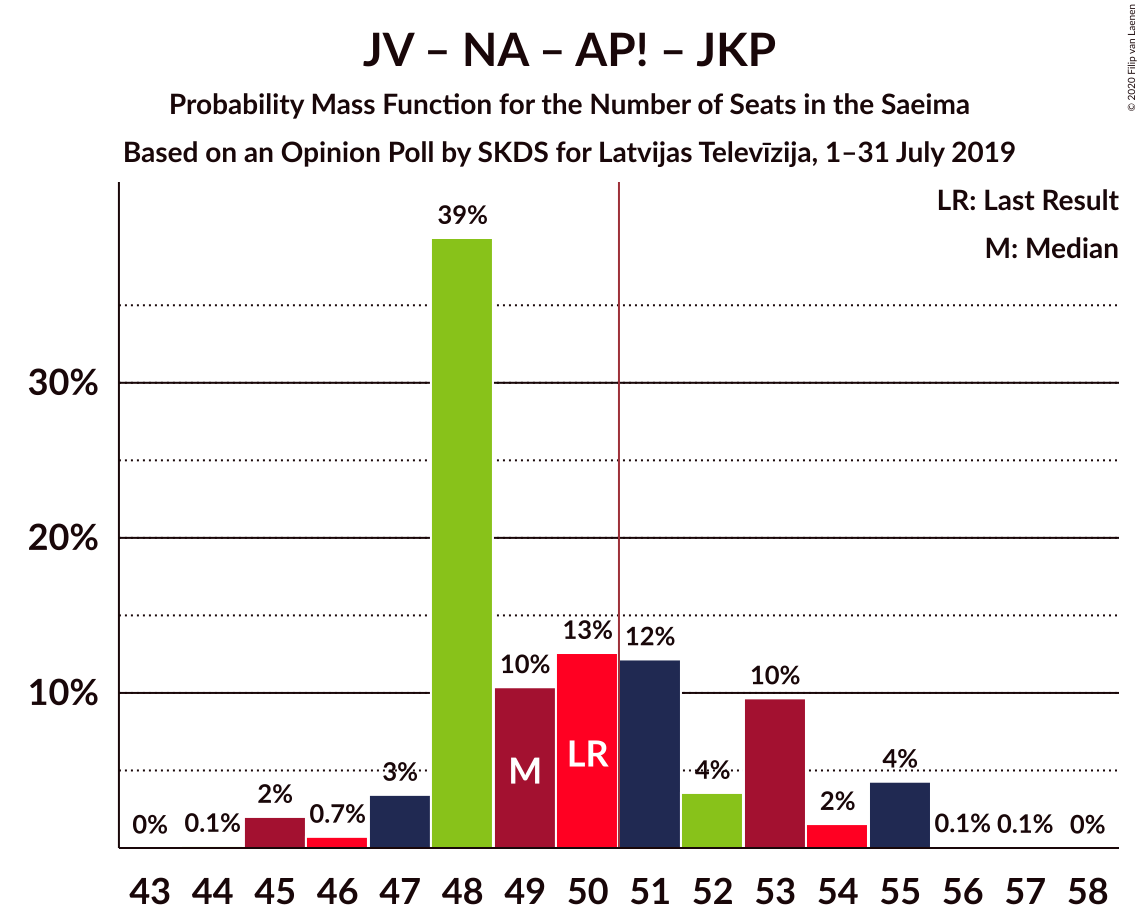 JV – NA – AP! – JKP
Probability Mass Function for the Number of Seats in the Saeima
Based on an Opinion Poll by SKDS for Latvijas Televīzija, 1–31 July 2019
© 2020 Filip van Laenen
LR: Last Result
M: Median
30%
20%
10%
0%
0.1%
2%
0.7%
3%
39%
10%
13%
12%
4%
10%
2%
4%
0.1%
0.1%
0%
M
LR
43 44 45 46 47 48 49 50 51 52 53 54 55 56 57 58